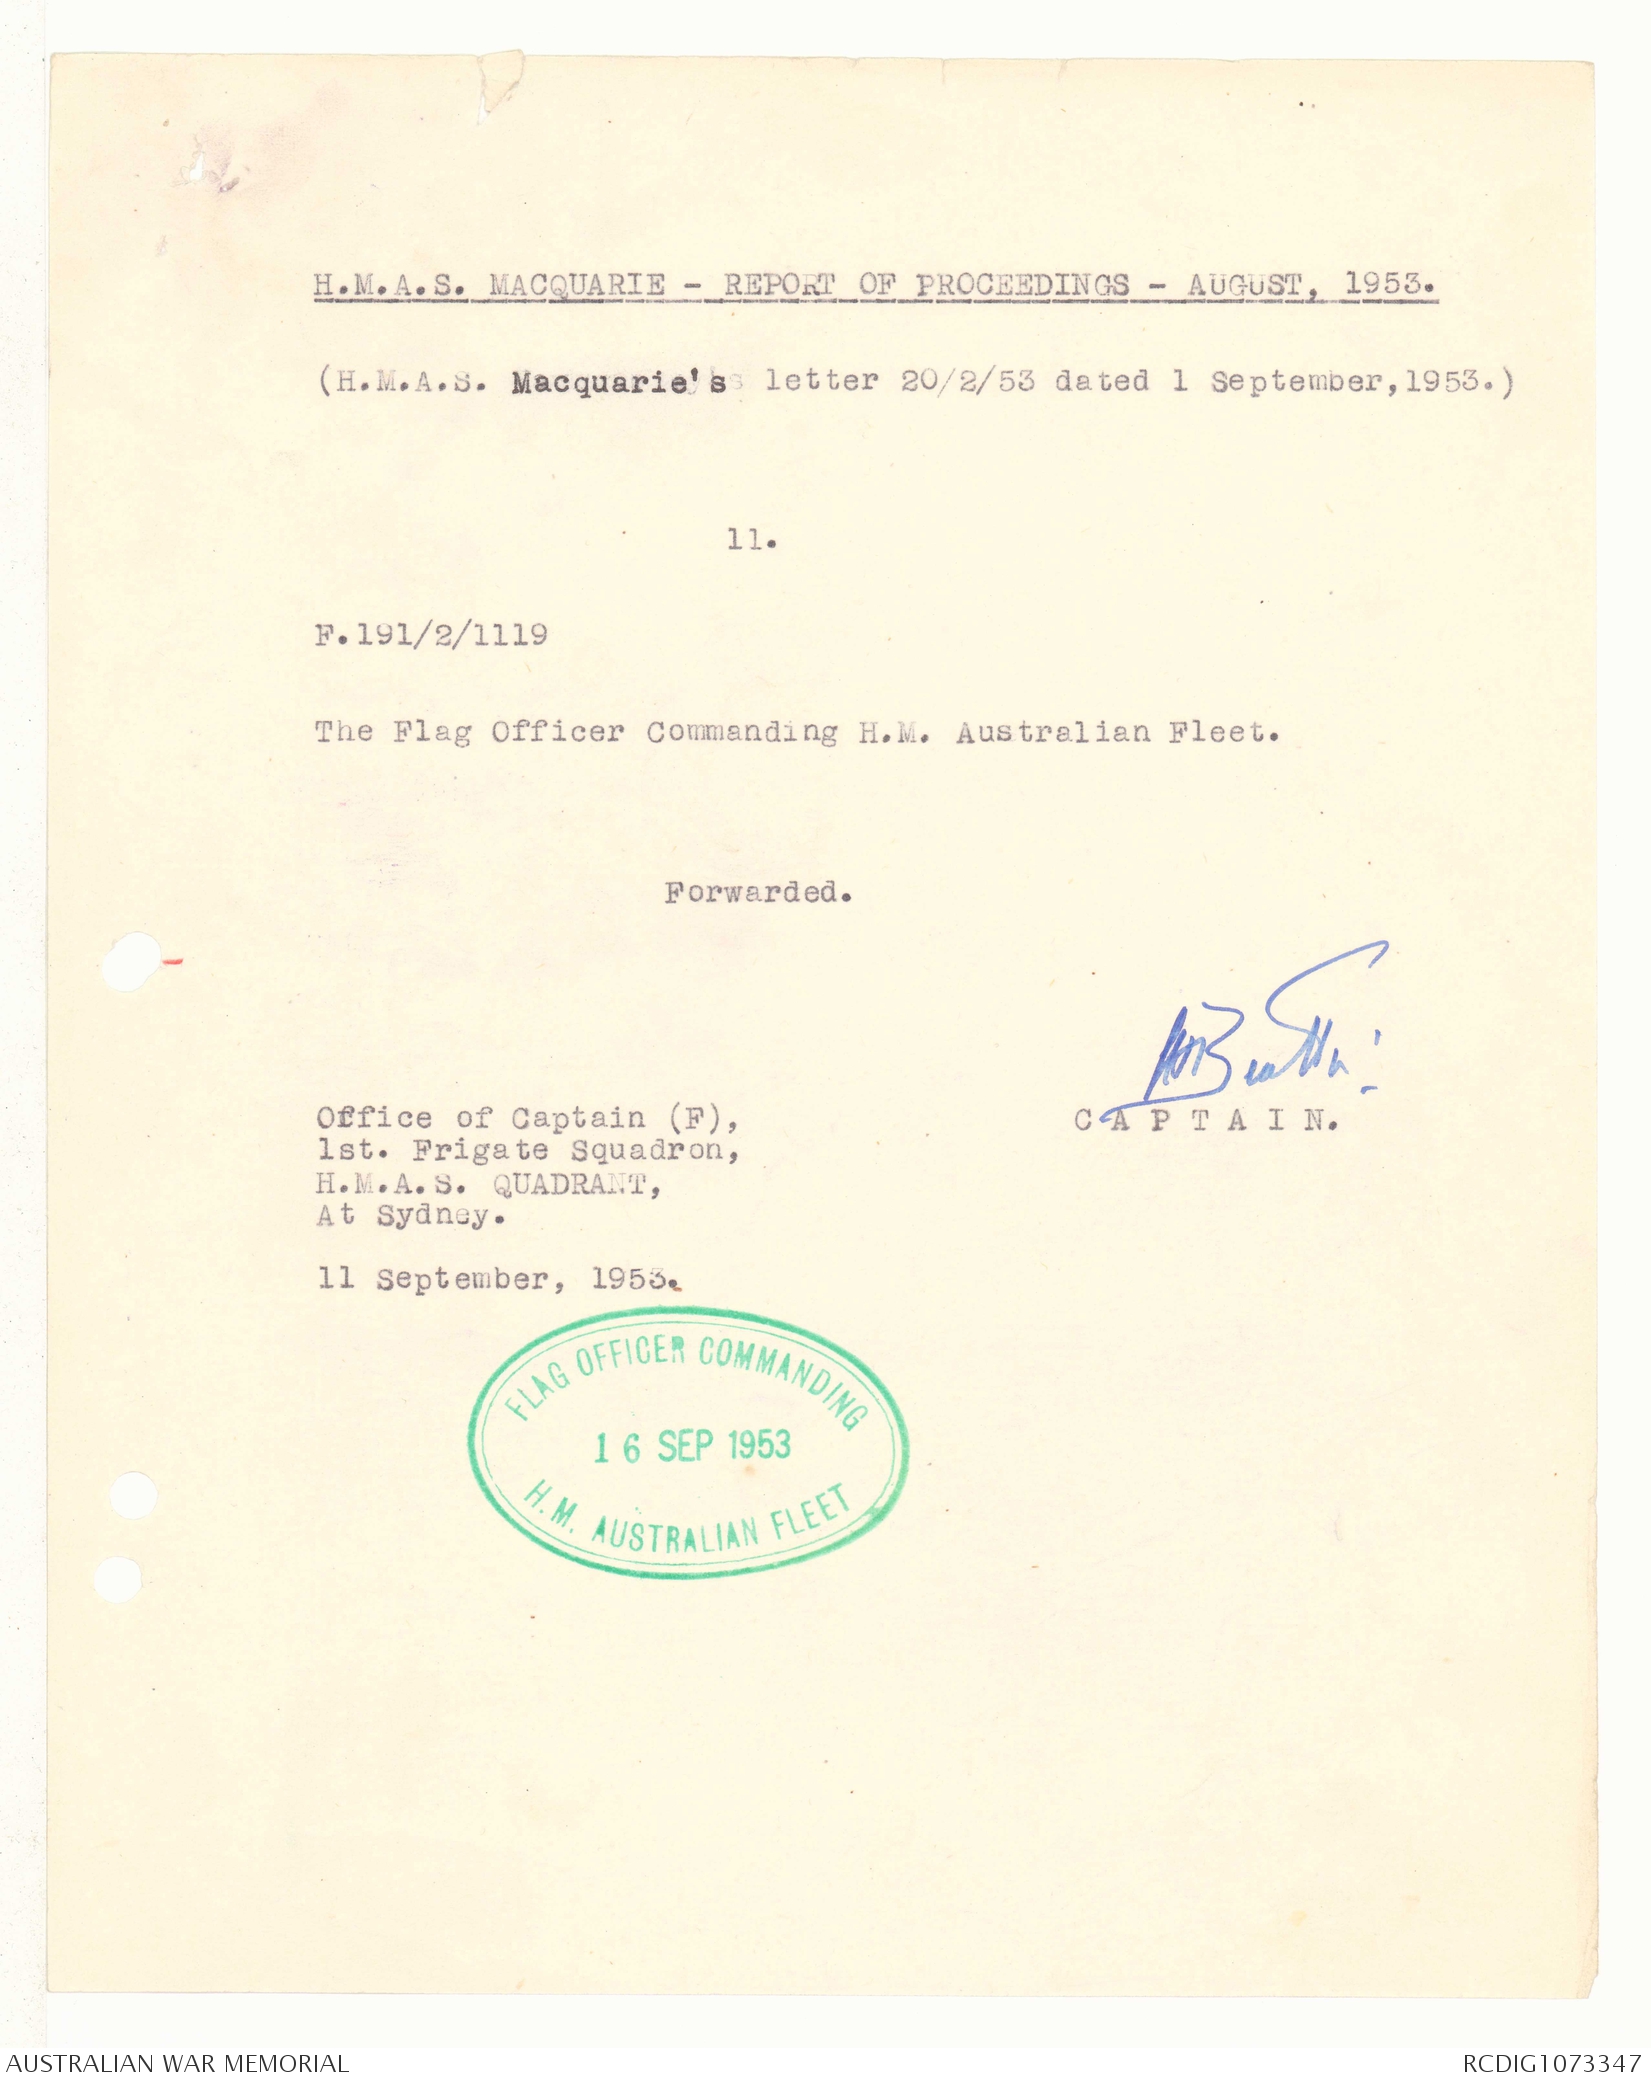 H.M.A.S. MACQUARIE - REPORT OF PROCEEDINGS - AUGUST, 1953.
(H.M.A.S. Macquarie's letter 20/2/53 dated 1 September,1953.)
11.
F.191/2/1119
The Flag Officer Commanding H.M. Australian Fleet.
Forwarded.
C A P T A I N.
Office of Captain (F),
1st. Frigate Squadron,
H.M.A.S. QUADRANT,
At Sydney.
11 September, 1953.
FLAG OFFICER COMMANDING
16 SEP 1953
H.M. AUSTRALIAN FLEET
AUSTRALIAN WAR MEMORIAL
RCDIG1073347